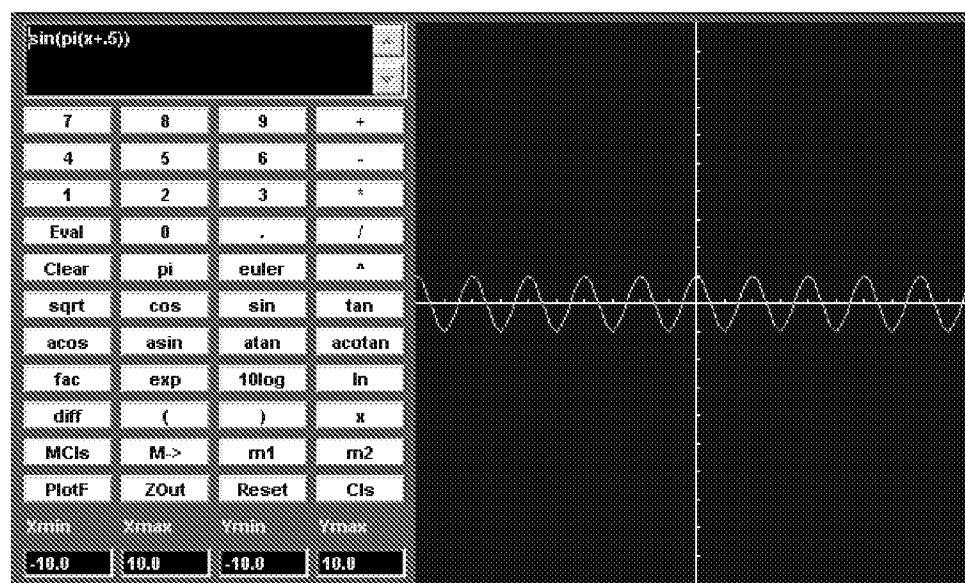 sin(pi(x+.5))
7 8 9 +
4 5 6 -
1 2 3 *
Eval 0 . /
Clear pi euler ^
sqrt cos sin tan
acos asin atan acotan
fac exp 10log ln
diff ( ) x
MCls M-> m1 m2
PlotF ZOut Reset Cls
Xmin Xmax Ymin Ymax
-10.0 10.0 -10.0 10.0